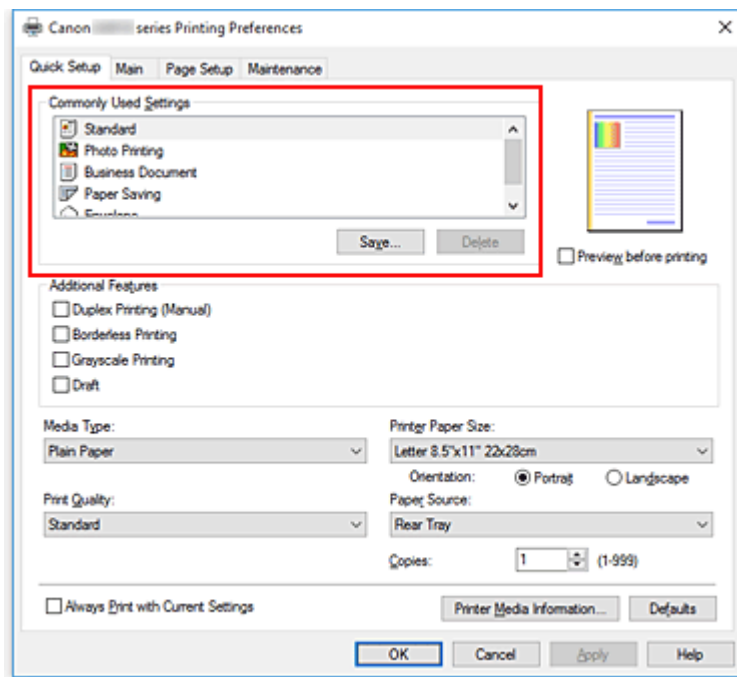 Canon series Printing Preferences
Quick Setup Main Page Setup Maintenance
Commonly Used Settings
Standard
Photo Printing
Business Document
Paper Saving
Envelope
Save... Delete
Preview before printing
Additional Features
Duplex Printing (Manual)
Borderless Printing
Grayscale Printing
Draft
Media Type: Printer Paper Size:
Plain Paper Letter 8.5"x11" 22x28cm
Orientation: Portrait Landscape
Print Quality: Paper Source:
Standard Rear Tray
Copies: 1 (1-999)
Always Print with Current Settings Printer Media Information... Defaults
OK Cancel Apply Help